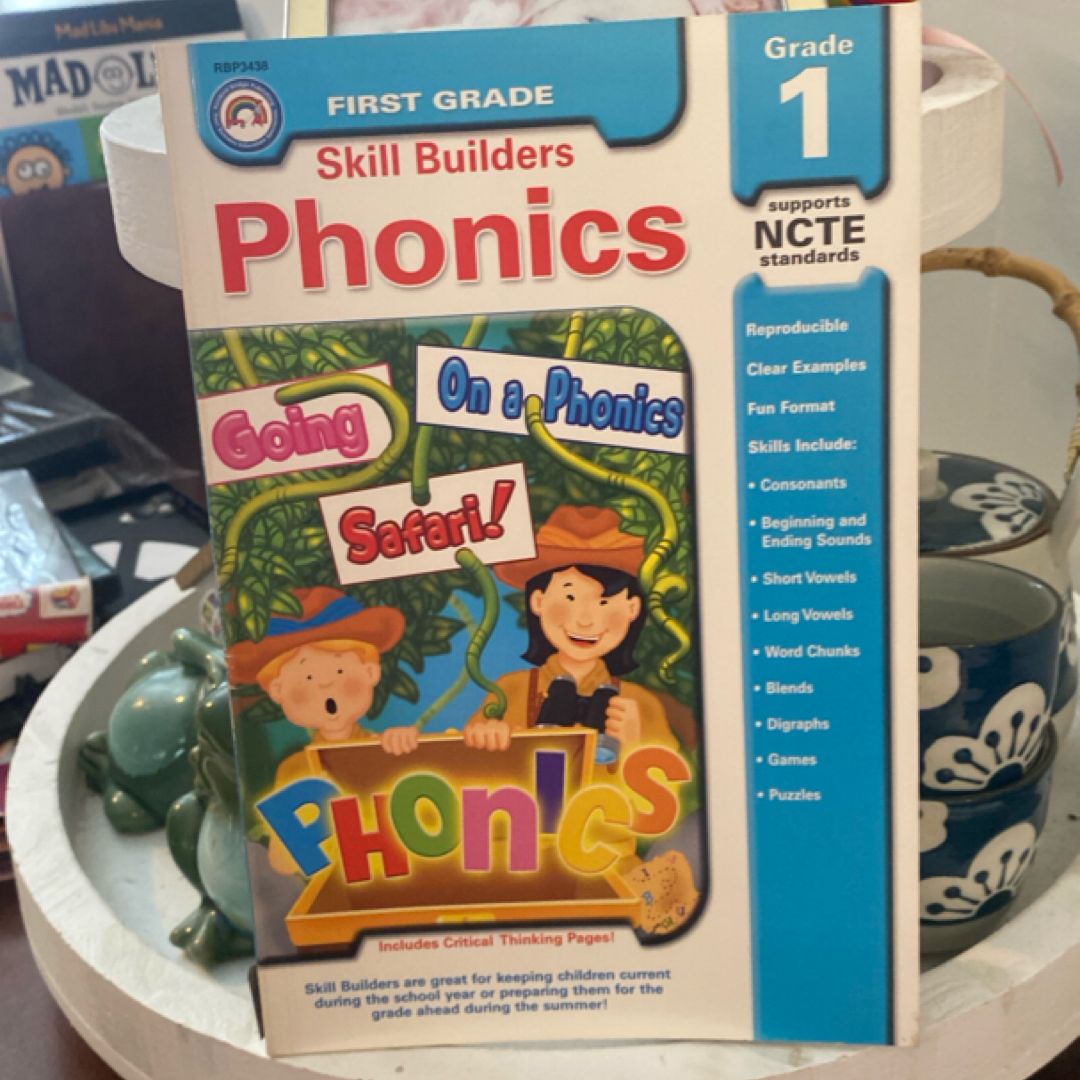 Mad Libs Mania
MAD
RBP3438
FIRST GRADE
Skill Builders
Phonics
Grade
1
supports
NCTE
standards
Reproducible
Clear Examples
Fun Format
Skills Include:
• Consonants
• Beginning and
Ending Sounds
• Short Vowels
• Long Vowels
• Word Chunks
• Blends
• Digraphs
• Games
• Puzzles
Going
On a Phonics
Safari!
PHONICS
Includes Critical Thinking Pages!
Skill Builders are great for keeping children current
during the school year or preparing them for the
grade ahead during the summer!